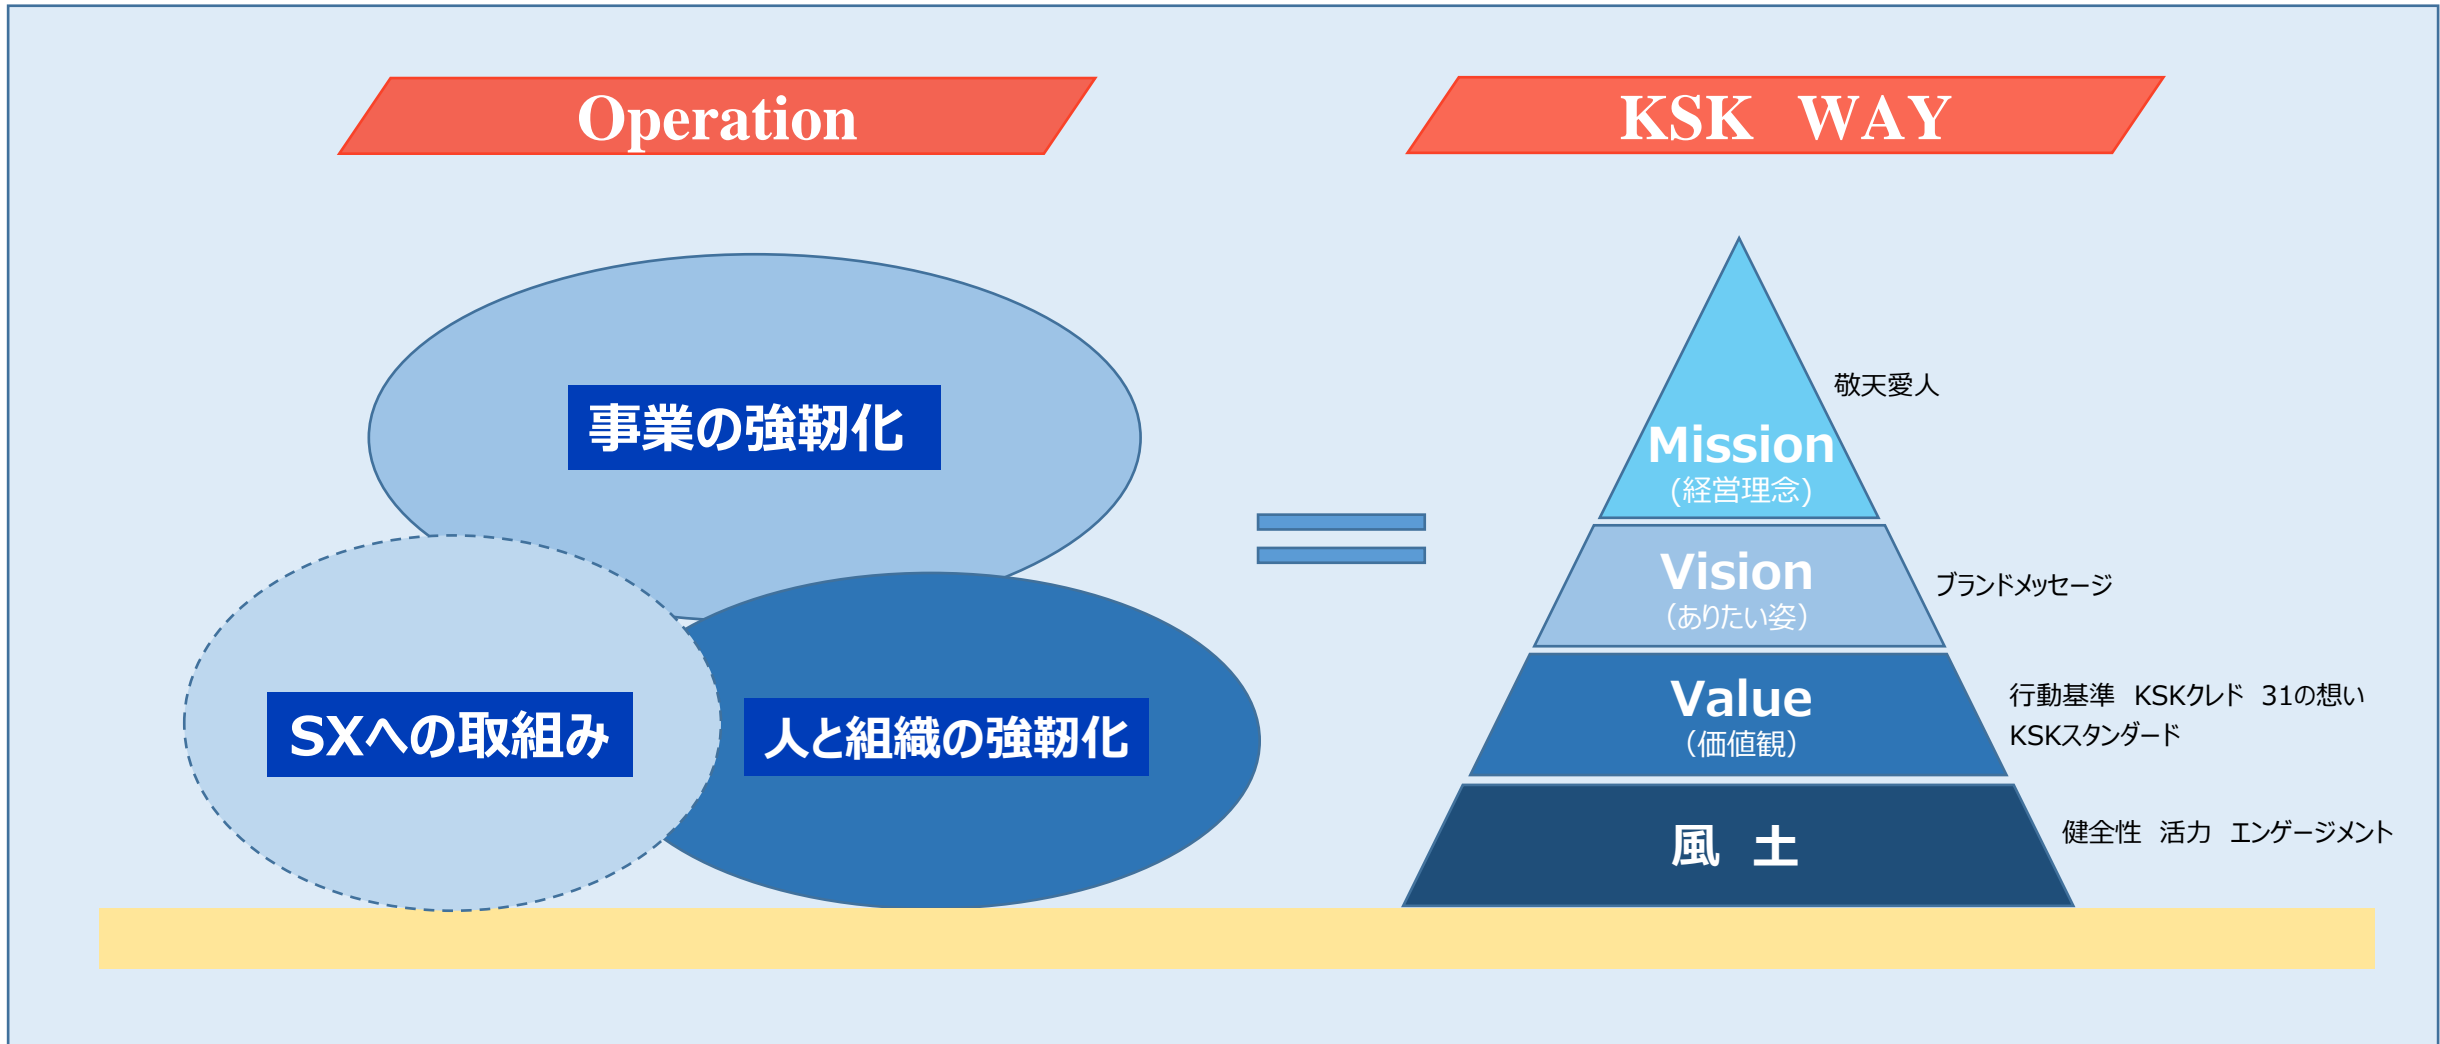 Operation
KSK WAY
事業の強靭化
SXへの取組み
人と組織の強靭化
Mission
(経営理念)
敬天愛人
Vision
（ありたい姿）
ブランドメッセージ
Value
（価値観）
行動基準　KSKクレド　31の想い
KSKスタンダード
風　土
健全性　活力　エンゲージメント